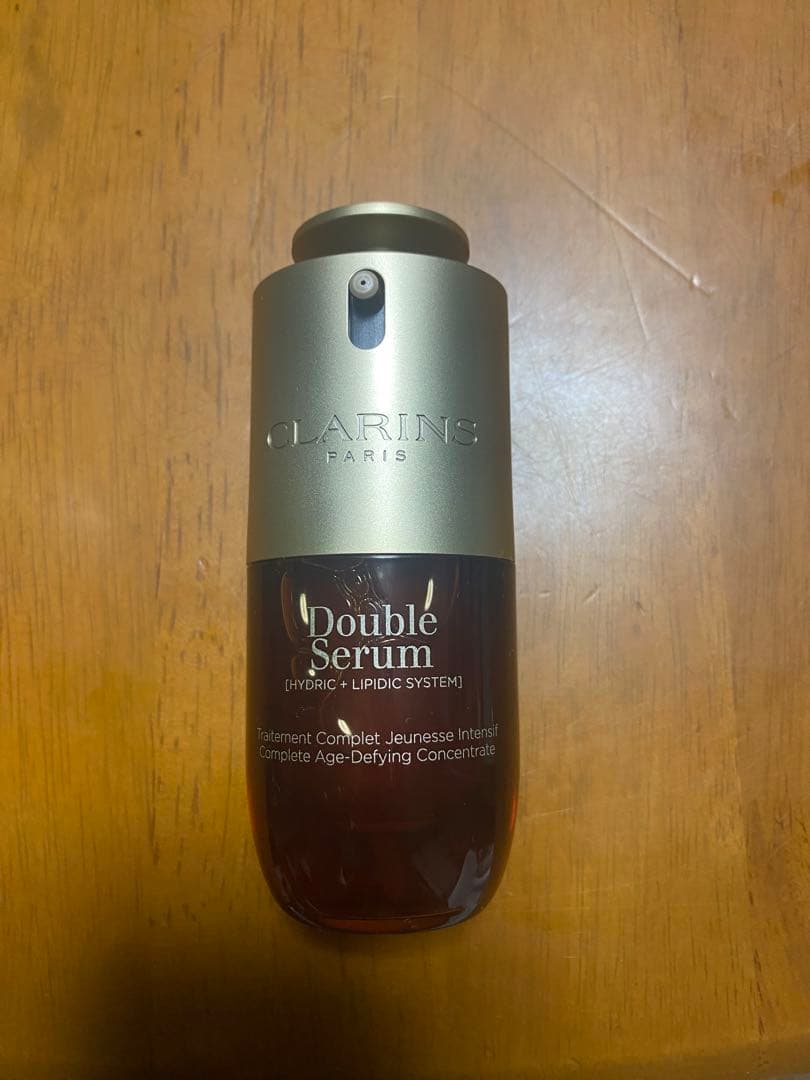 CLARINS
PARIS
Double
Serum
[HYDRIC + LIPIDIC SYSTEM]
Traitement Complet Jeunesse Intensif
Complete Age-Defying Concentrate